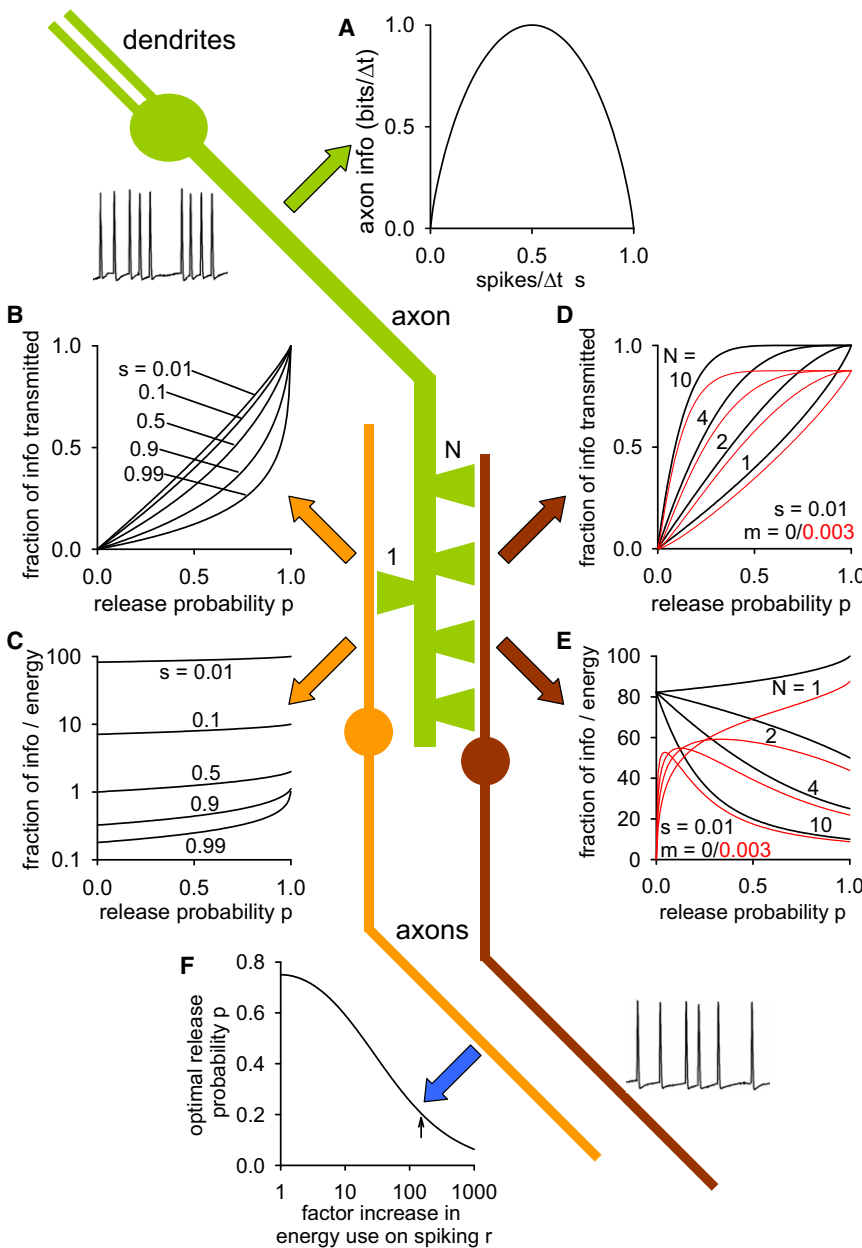 dendrites
A
axon info (bits/Δt)
1.0
0.5
0.0
0.0 0.5 1.0
spikes/Δt s
axon
B
fraction of info transmitted
1.0
0.5
0.0
s = 0.01
0.1
0.5
0.9
0.99
0.0 0.5 1.0
release probability p
D
fraction of info transmitted
1.0
0.5
0.0
N =
10
4
2
1
s = 0.01
m = 0/0.003
0.0 0.5 1.0
release probability p
N
1
C
fraction of info / energy
100
10
1
0.1
s = 0.01
0.1
0.5
0.9
0.99
0.0 0.5 1.0
release probability p
E
fraction of info / energy
100
80
60
40
20
0
N = 1
2
4
10
s = 0.01
m = 0/0.003
0.0 0.5 1.0
release probability p
axons
F
optimal release
probability p
0.8
0.6
0.4
0.2
0.0
1 10 100 1000
factor increase in
energy use on spiking r